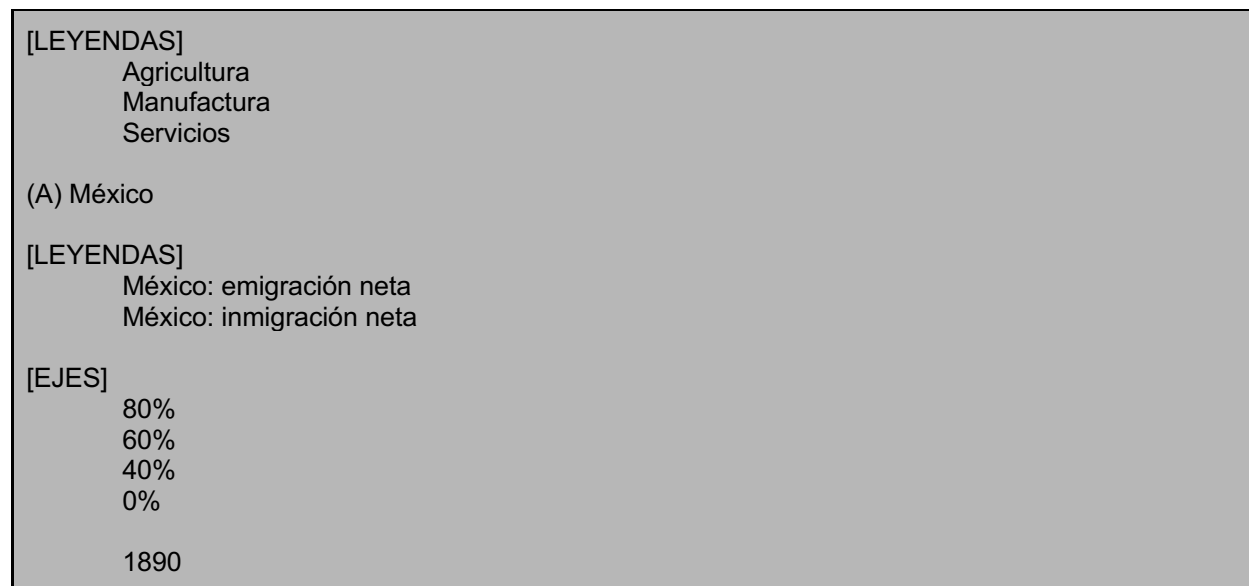 [LEYENDAS]
Agricultura
Manufactura
Servicios
(A) México
[LEYENDAS]
México: emigración neta
México: inmigración neta
[EJES]
80%
60%
40%
0%
1890